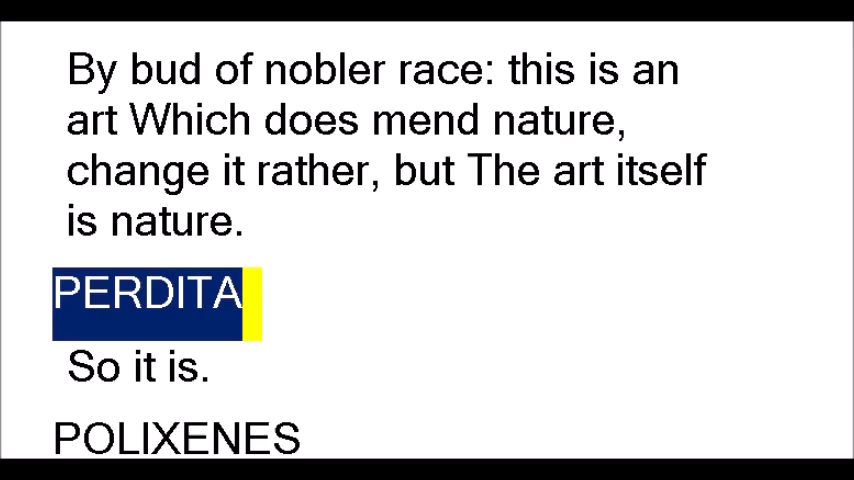 By bud of nobler race: this is an
art Which does mend nature,
change it rather, but The art itself
is nature.
PERDITA
So it is.
POLIXENES